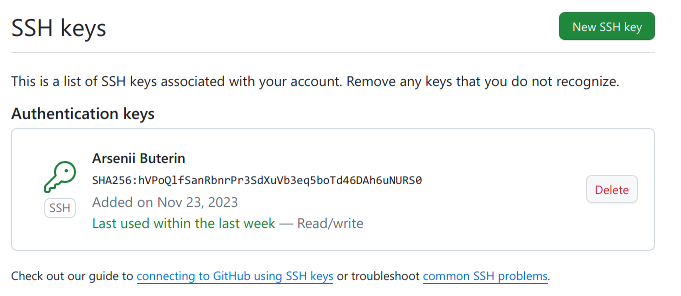 SSH keys
New SSH key
This is a list of SSH keys associated with your account. Remove any keys that you do not recognize.
Authentication keys
Arsenii Buterin
SHA256:hVPoQlfSanRbnrPr3SdXuVb3eq5boTd46DAh6uNURS0
Added on Nov 23, 2023
Last used within the last week — Read/write
SSH
Delete
Check out our guide to connecting to GitHub using SSH keys or troubleshoot common SSH problems.